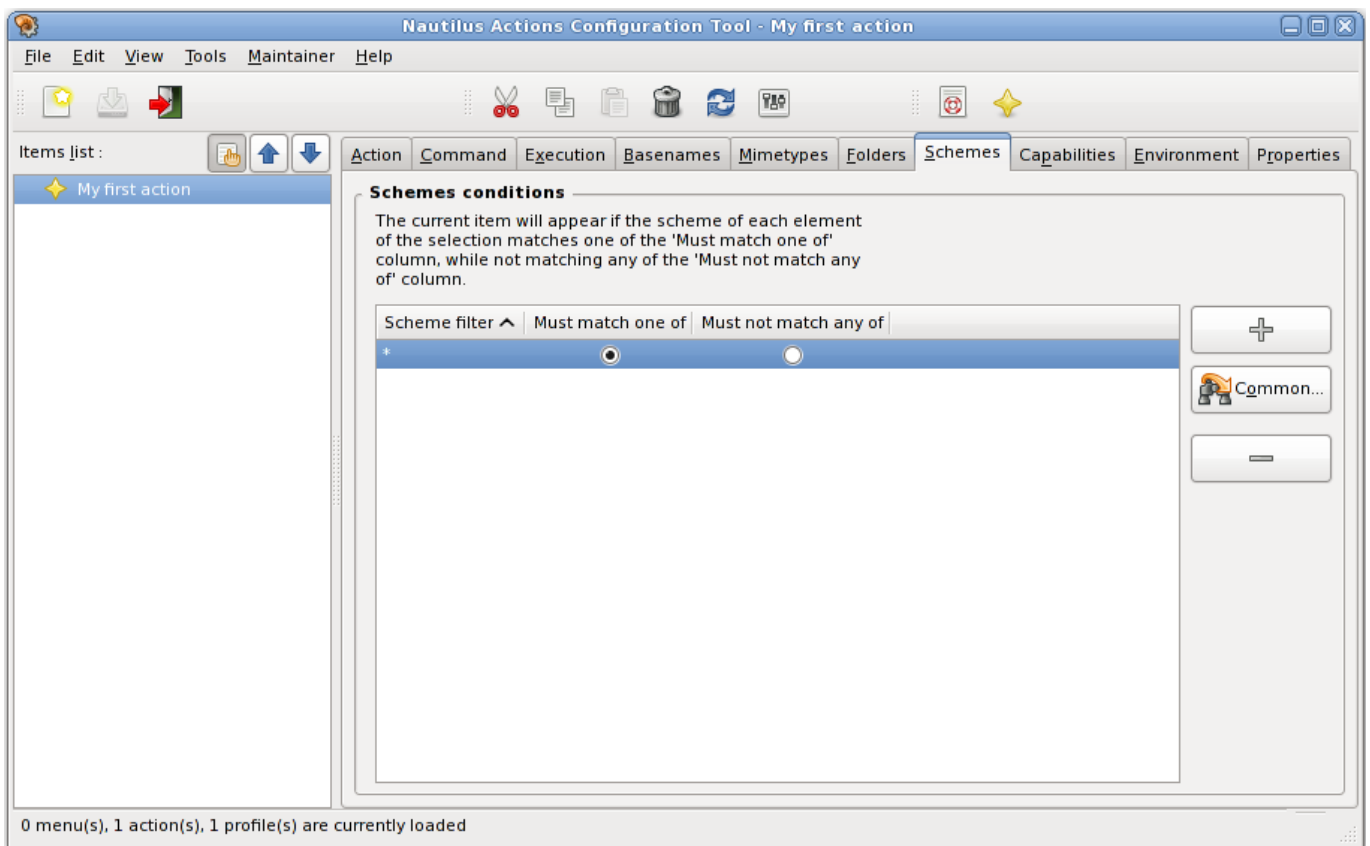 Nautilus Actions Configuration Tool - My first action
File Edit View Tools Maintainer Help
Items list :
Action Command Execution Basenames Mimetypes Folders Schemes Capabilities Environment Properties
My first action
Schemes conditions
The current item will appear if the scheme of each element
of the selection matches one of the 'Must match one of'
column, while not matching any of the 'Must not match any
of' column.
Scheme filter Must match one of Must not match any of
*
Common...
0 menu(s), 1 action(s), 1 profile(s) are currently loaded